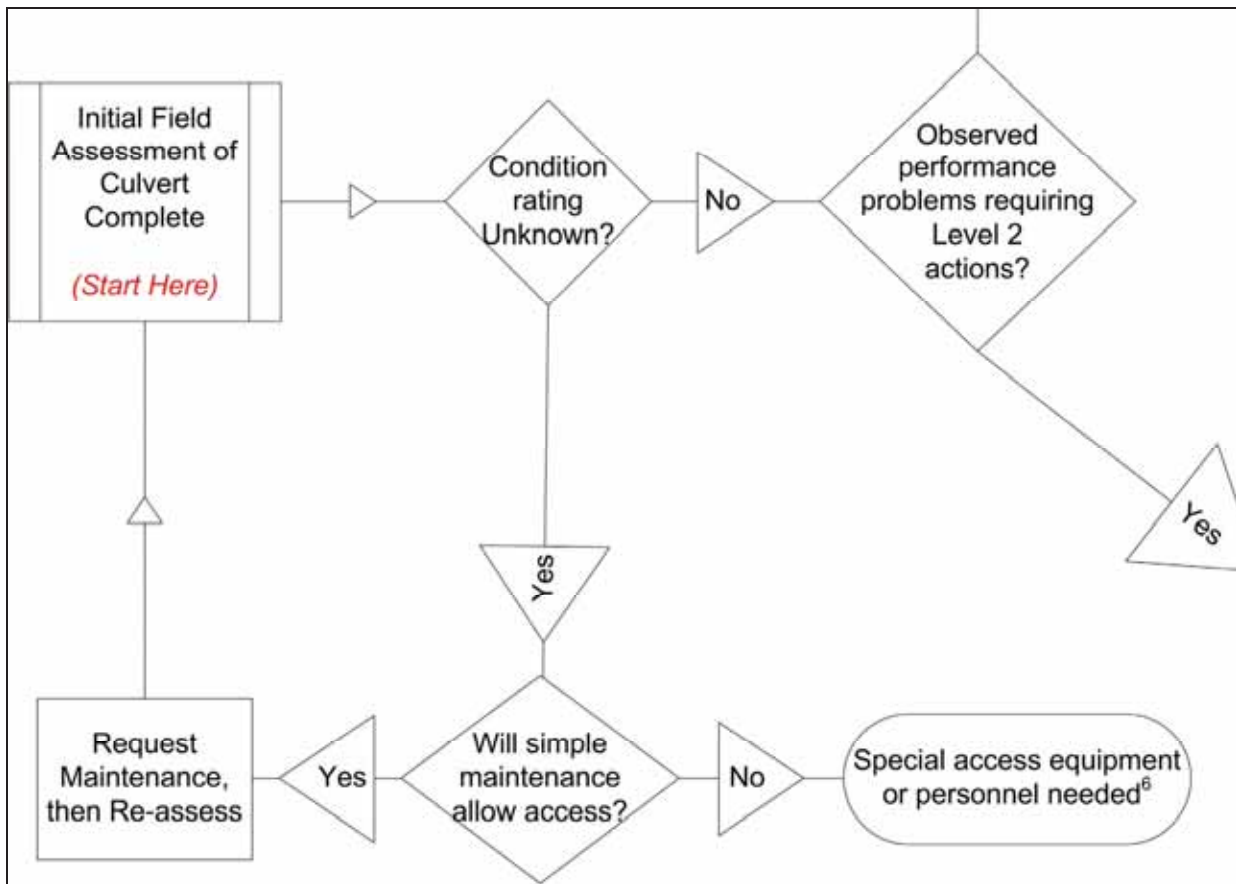 Initial Field
Assessment of
Culvert
Complete
(Start Here)
Condition
rating
Unknown?
No
Observed
performance
problems requiring
Level 2
actions?
Yes
Yes
Request
Maintenance,
then Re-assess
Yes
Will simple
maintenance
allow access?
No
Special access equipment
or personnel needed⁶